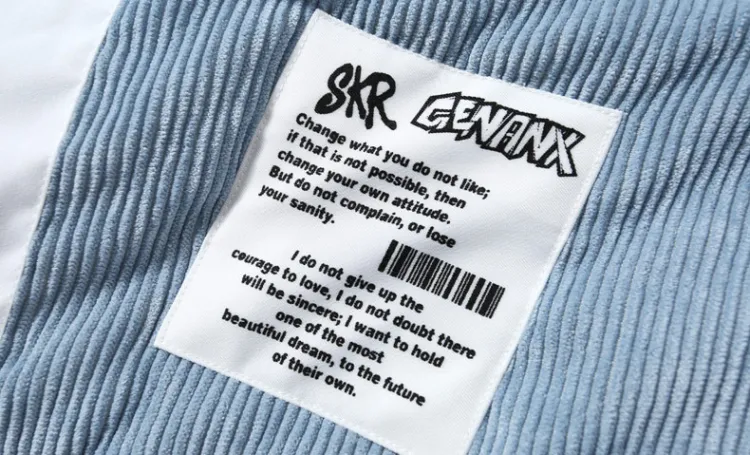 SKR GENANX
Change what you do not like;
if that is not possible, then
change your own attitude.
But do not complain, or lose
your sanity.
I do not give up the
courage to love, I do not doubt there
will be sincere; I want to hold
one of the most
beautiful dream, to the future
of their own.